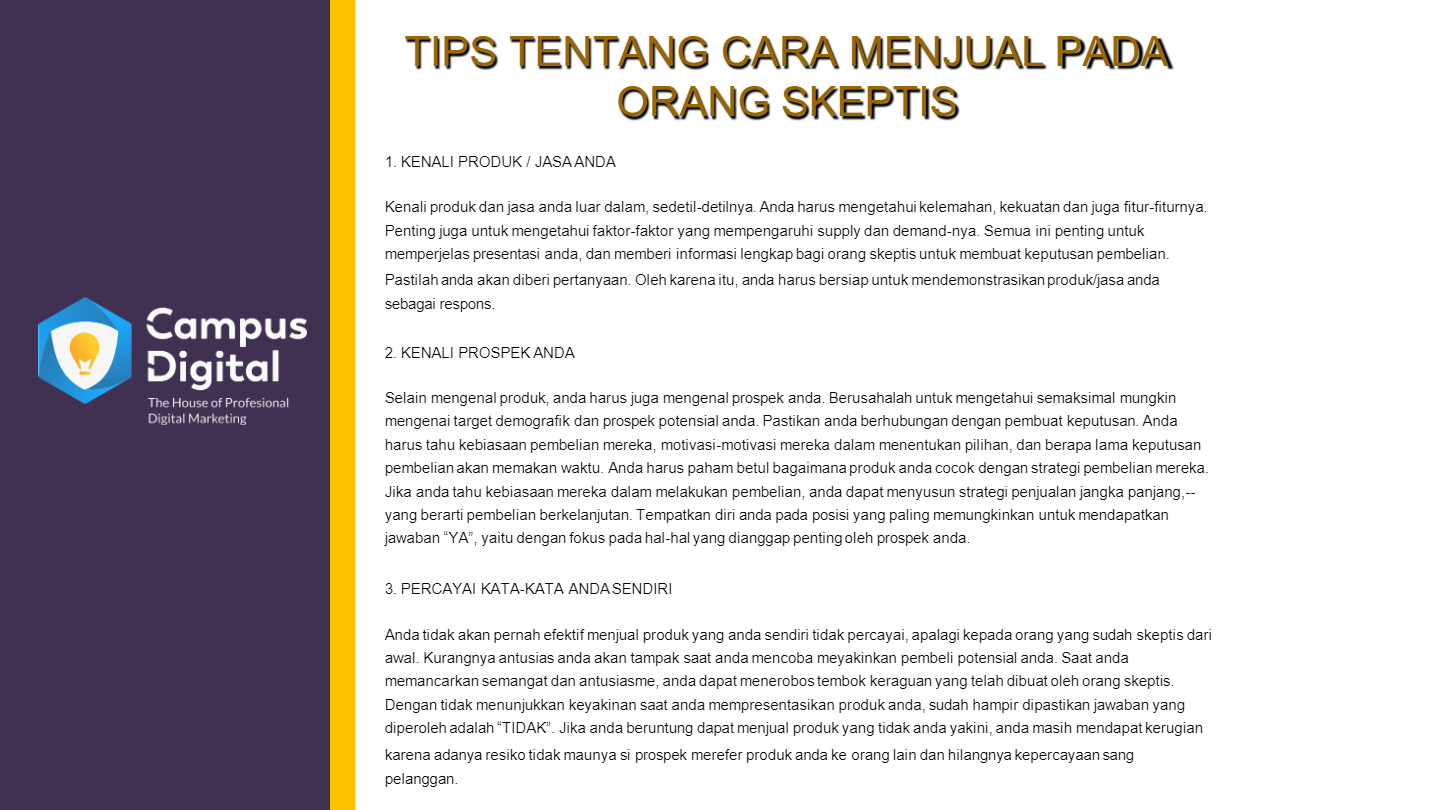 Campus
Digital
The House of Profesional
Digital Marketing
TIPS TENTANG CARA MENJUAL PADA
ORANG SKEPTIS
1. KENALI PRODUK / JASA ANDA
Kenali produk dan jasa anda luar dalam, sedetil-detilnya. Anda harus mengetahui kelemahan, kekuatan dan juga fitur-fiturnya.
Penting juga untuk mengetahui faktor-faktor yang mempengaruhi supply dan demand-nya. Semua ini penting untuk
memperjelas presentasi anda, dan memberi informasi lengkap bagi orang skeptis untuk membuat keputusan pembelian.
Pastilah anda akan diberi pertanyaan. Oleh karena itu, anda harus bersiap untuk mendemonstrasikan produk/jasa anda
sebagai respons.
2. KENALI PROSPEK ANDA
Selain mengenal produk, anda harus juga mengenal prospek anda. Berusahalah untuk mengetahui semaksimal mungkin
mengenai target demografik dan prospek potensial anda. Pastikan anda berhubungan dengan pembuat keputusan. Anda
harus tahu kebiasaan pembelian mereka, motivasi-motivasi mereka dalam menentukan pilihan, dan berapa lama keputusan
pembelian akan memakan waktu. Anda harus paham betul bagaimana produk anda cocok dengan strategi pembelian mereka.
Jika anda tahu kebiasaan mereka dalam melakukan pembelian, anda dapat menyusun strategi penjualan jangka panjang,--
yang berarti pembelian berkelanjutan. Tempatkan diri anda pada posisi yang paling memungkinkan untuk mendapatkan
jawaban “YA”, yaitu dengan fokus pada hal-hal yang dianggap penting oleh prospek anda.
3. PERCAYAI KATA-KATA ANDA SENDIRI
Anda tidak akan pernah efektif menjual produk yang anda sendiri tidak percayai, apalagi kepada orang yang sudah skeptis dari
awal. Kurangnya antusias anda akan tampak saat anda mencoba meyakinkan pembeli potensial anda. Saat anda
memancarkan semangat dan antusiasme, anda dapat menerobos tembok keraguan yang telah dibuat oleh orang skeptis.
Dengan tidak menunjukkan keyakinan saat anda mempresentasikan produk anda, sudah hampir dipastikan jawaban yang
diperoleh adalah “TIDAK”. Jika anda beruntung dapat menjual produk yang tidak anda yakini, anda masih mendapat kerugian
karena adanya resiko tidak maunya si prospek merefer produk anda ke orang lain dan hilangnya kepercayaan sang
pelanggan.